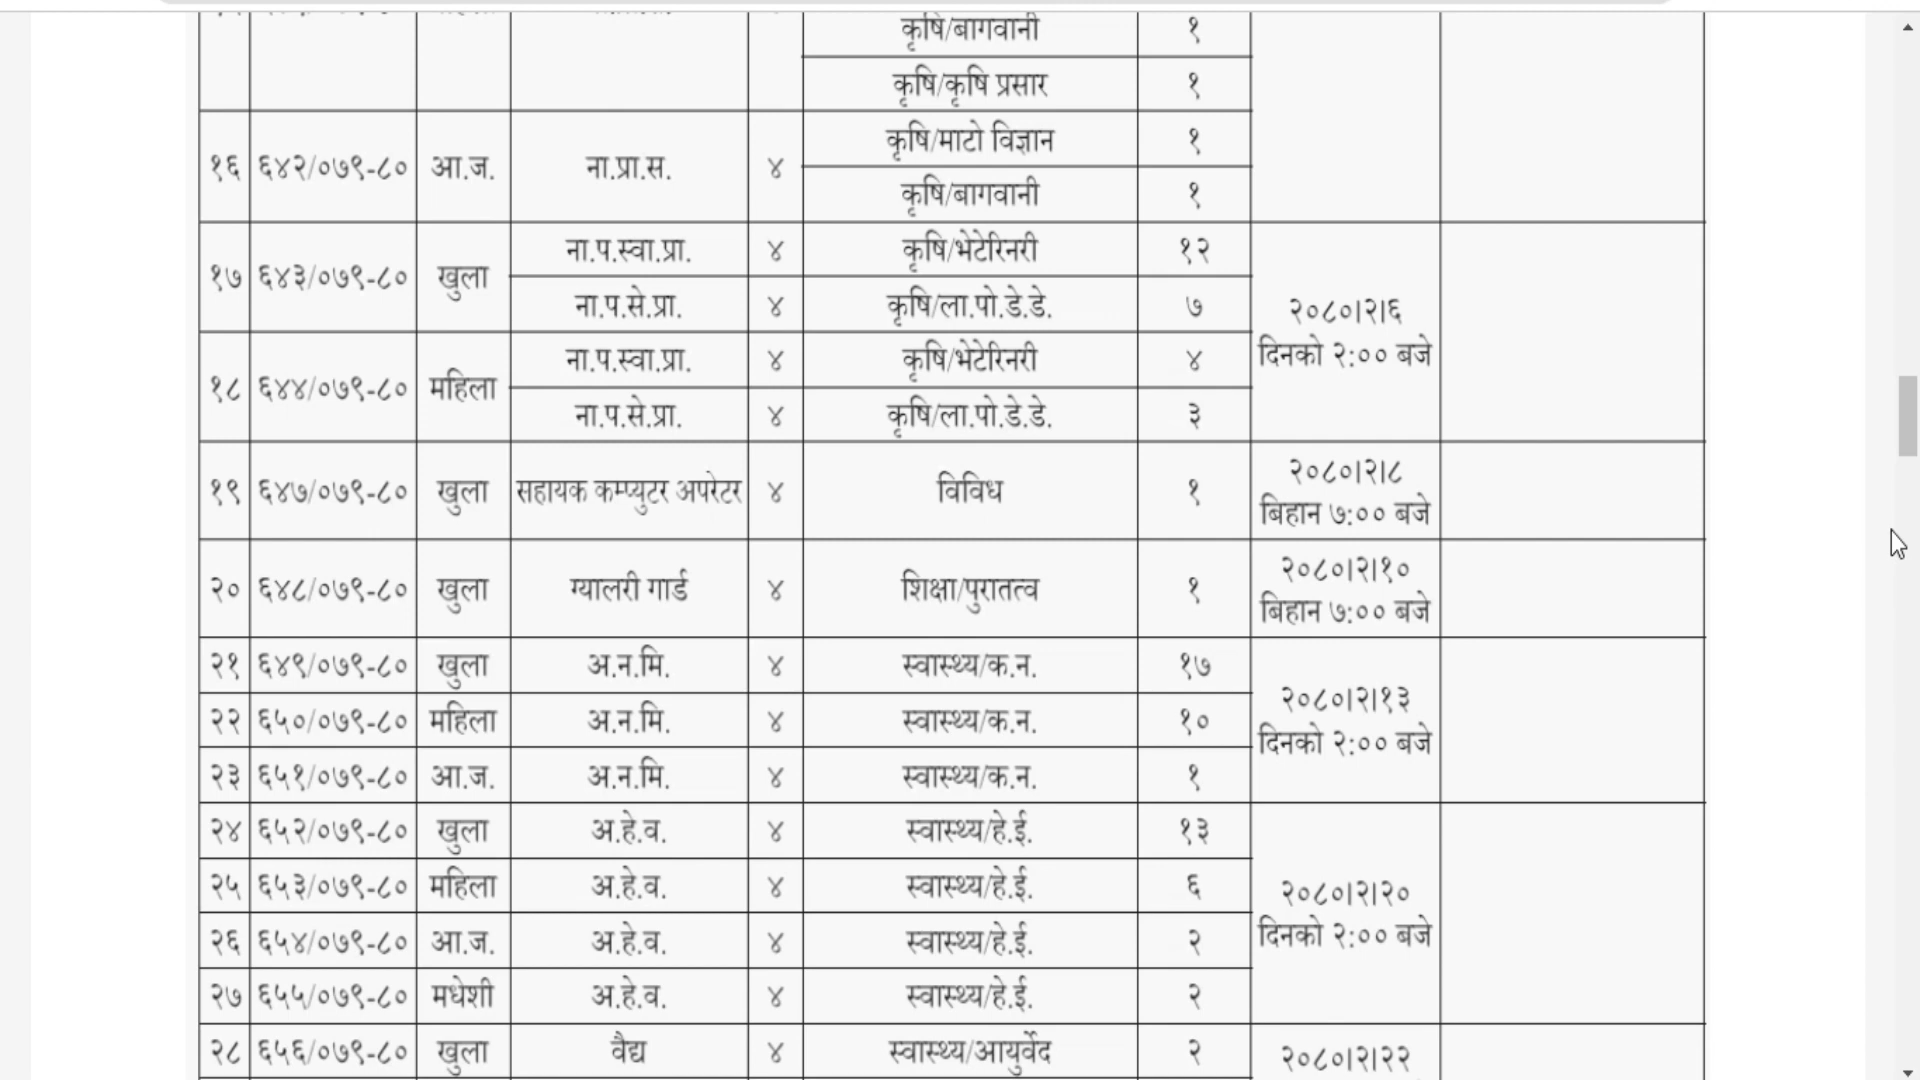 कृषि/बागवानी १
कृषि/कृषि प्रसार १
१६ ६४२/०७९-८० आ.ज. ना.प्रा.स. ४ कृषि/माटो विज्ञान १
कृषि/बागवानी १
१७ ६४३/०७९-८० खुला ना.प.स्वा.प्रा. ४ कृषि/भेटेरिनरी १२
ना.प.से.प्रा. ४ कृषि/ला.पो.डे.डे. ७
२०८०।२।६
दिनको २:०० बजे
१८ ६४४/०७९-८० महिला ना.प.स्वा.प्रा. ४ कृषि/भेटेरिनरी ४
ना.प.से.प्रा. ४ कृषि/ला.पो.डे.डे. ३
१९ ६४७/०७९-८० खुला सहायक कम्प्युटर अपरेटर ४ विविध १ २०८०।२।८
बिहान ७:०० बजे
२० ६४८/०७९-८० खुला ग्यालरी गार्ड ४ शिक्षा/पुरातत्व १ २०८०।२।१०
बिहान ७:०० बजे
२१ ६४९/०७९-८० खुला अ.न.मि. ४ स्वास्थ्य/क.न. १७
२२ ६५०/०७९-८० महिला अ.न.मि. ४ स्वास्थ्य/क.न. १० २०८०।२।१३
दिनको २:०० बजे
२३ ६५१/०७९-८० आ.ज. अ.न.मि. ४ स्वास्थ्य/क.न. १
२४ ६५२/०७९-८० खुला अ.हे.व. ४ स्वास्थ्य/हे.ई. १३
२५ ६५३/०७९-८० महिला अ.हे.व. ४ स्वास्थ्य/हे.ई. ६ २०८०।२।२०
दिनको २:०० बजे
२६ ६५४/०७९-८० आ.ज. अ.हे.व. ४ स्वास्थ्य/हे.ई. २
२७ ६५५/०७९-८० मधेशी अ.हे.व. ४ स्वास्थ्य/हे.ई. २
२८ ६५६/०७९-८० खुला वैद्य ४ स्वास्थ्य/आयुर्वेद २ २०८०।२।२२